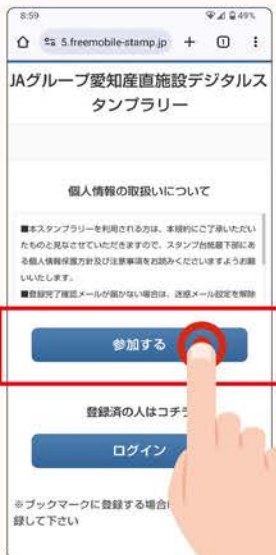 8:59 49%
5.freemobile-stamp.jp
JAグループ愛知産直施設デジタルス
タンプラリー
個人情報の取扱いについて
■本スタンプラリーを利用される方は、本規約にご了承いただい
たものと見なさせていただきますので、スタンプ台紙最下部にあ
る個人情報保護方針及び注意事項をお読みくださいますようお願
いいたします。
■登録完了確認メールが届かない場合は、迷惑メール設定を解除
参加する
登録済の人はコチ
ログイン
※ブックマークに登録する場合
録して下さい